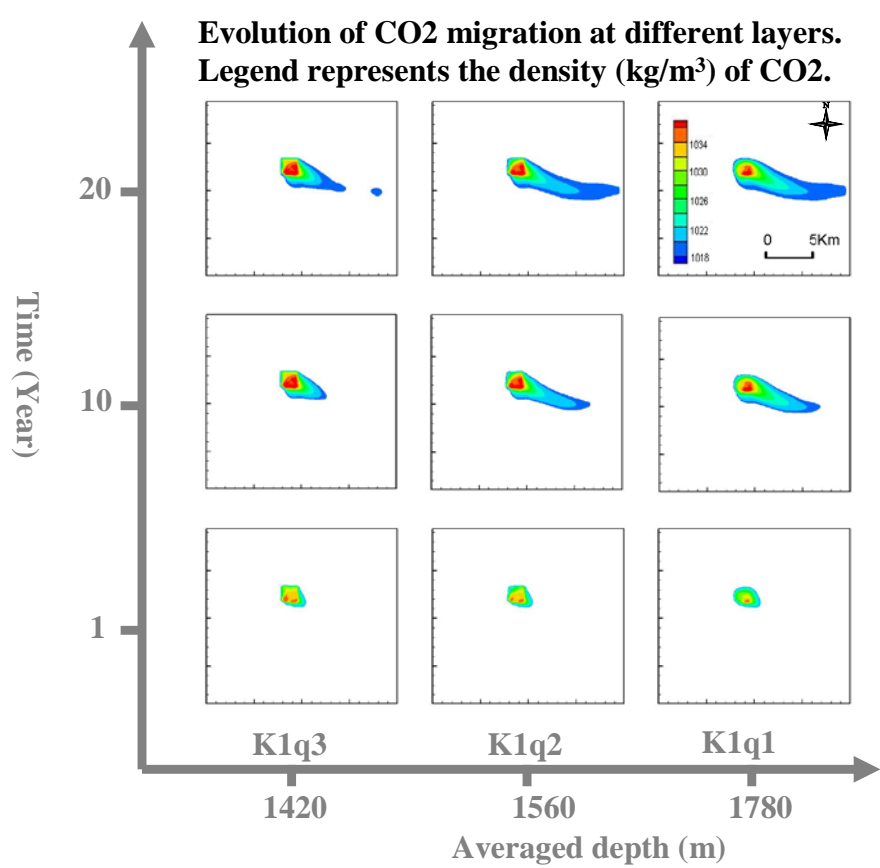 Evolution of CO2 migration at different layers.
Legend represents the density (kg/m³) of CO2.
N
1034
1030
1026
1022
1018
0 5Km
20
10
1
Time (Year)
K1q3 K1q2 K1q1
1420 1560 1780
Averaged depth (m)